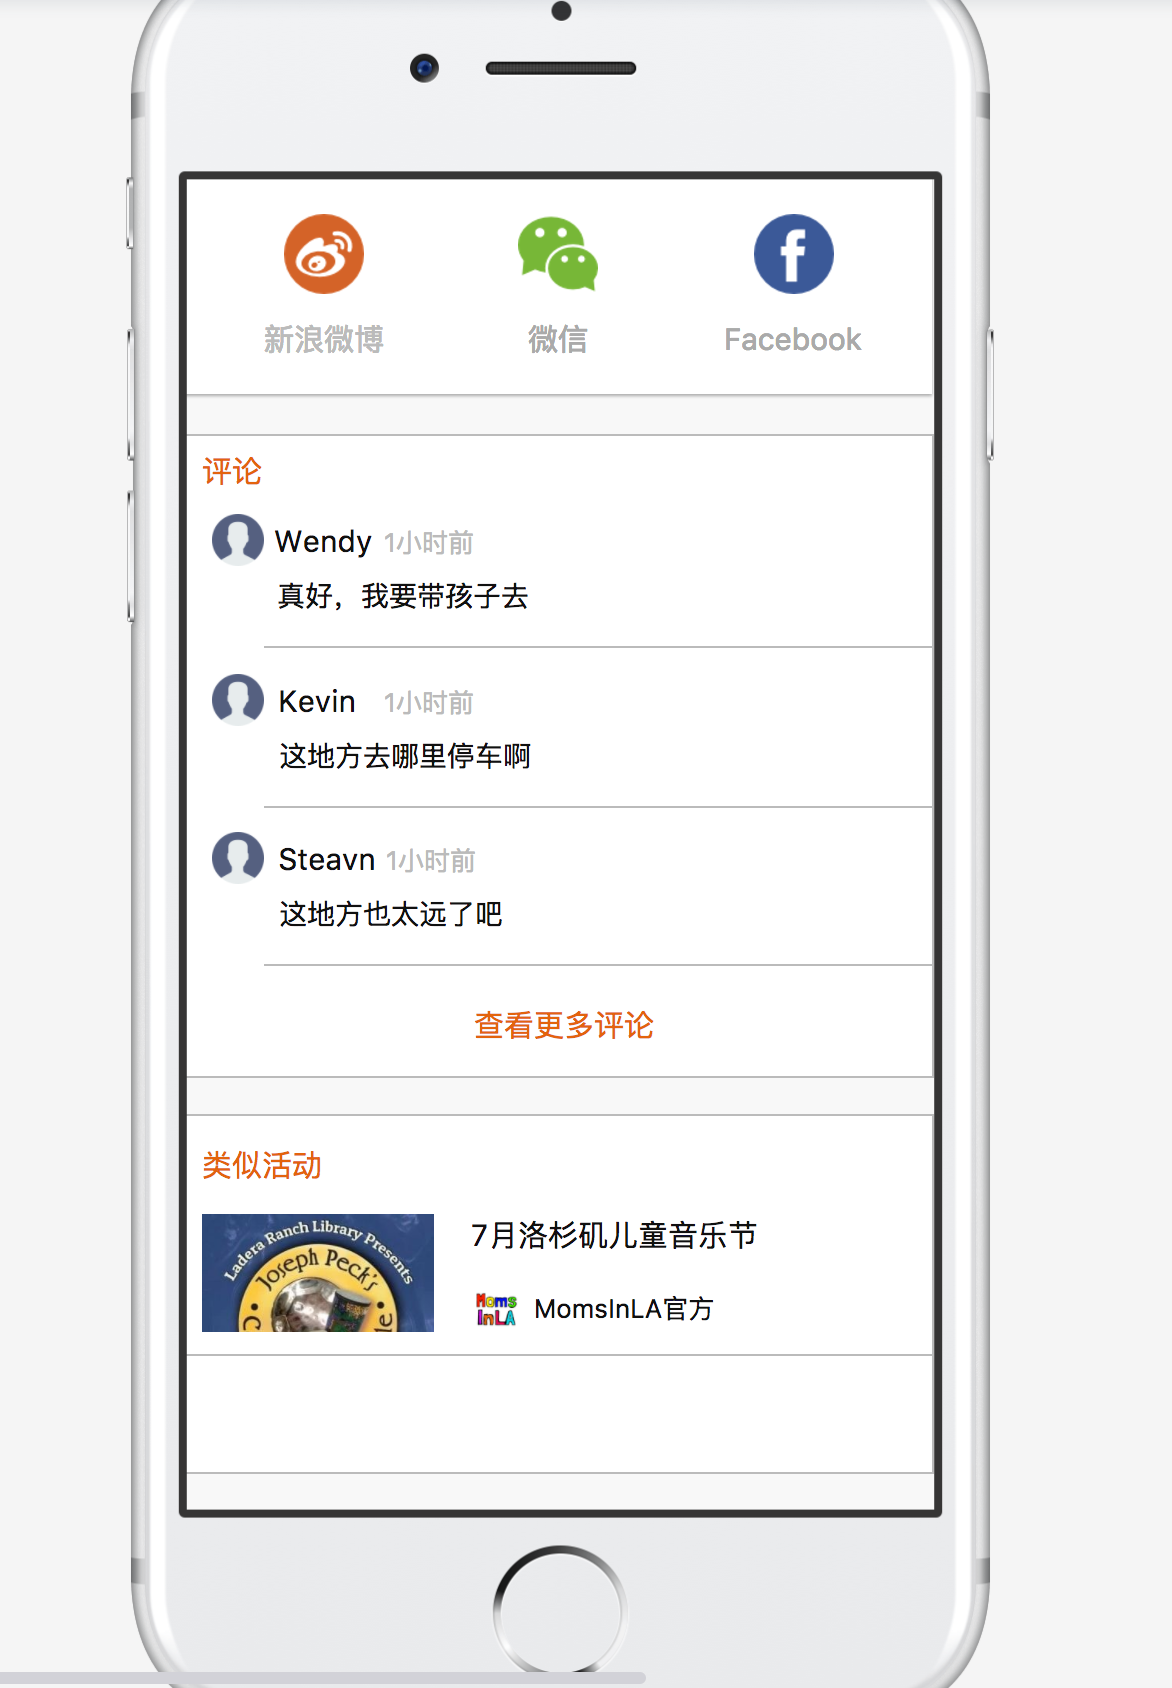 新浪微博 微信 Facebook
评论
Wendy 1小时前
真好，我要带孩子去
Kevin 1小时前
这地方去哪里停车啊
Steavn 1小时前
这地方也太远了吧
查看更多评论
类似活动
Ladera Ranch Library Presents
Joseph Peck's
7月洛杉矶儿童音乐节
Moms
InLA
MomsInLA官方